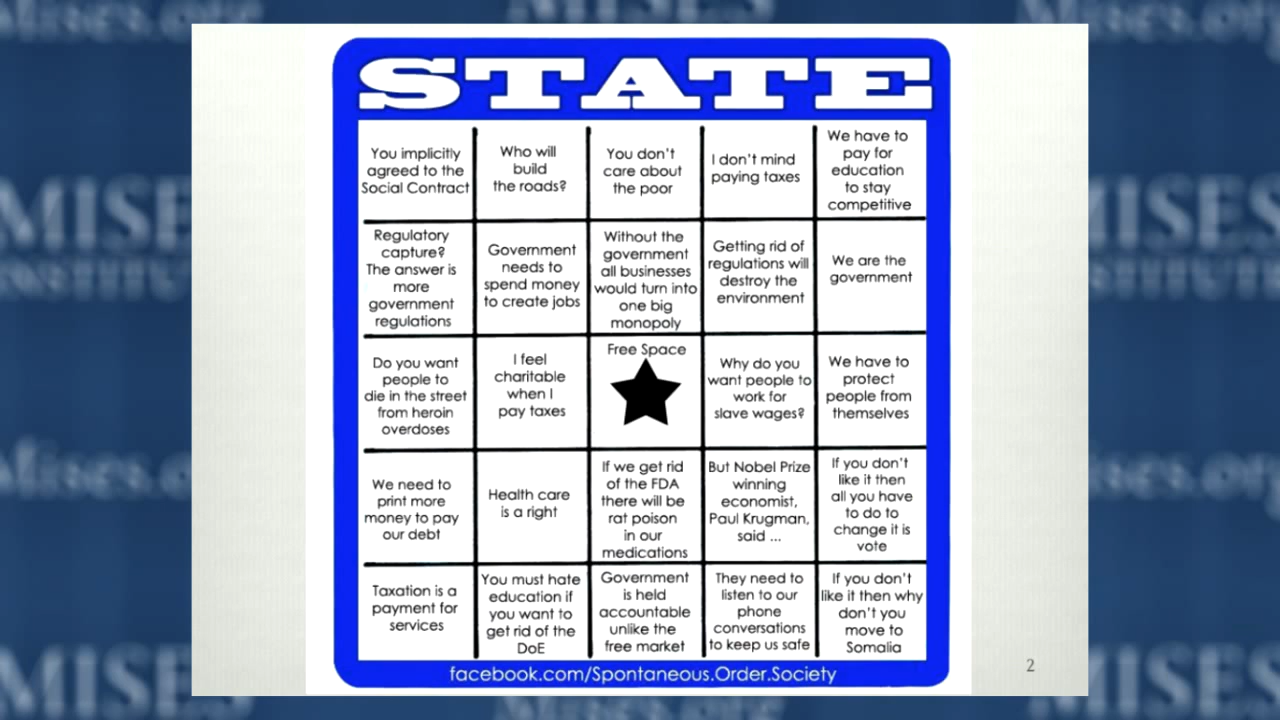 Mises.org
MISES
INSTITUTE
STATE
You implicitly
agreed to the
Social Contract
Who will
build
the roads?
You don't
care about
the poor
I don't mind
paying taxes
We have to
pay for
education
to stay
competitive
Regulatory
capture?
The answer is
more
government
regulations
Government
needs to
spend money
to create jobs
Without the
government
all businesses
would turn into
one big
monopoly
Getting rid of
regulations will
destroy the
environment
We are the
government
Do you want
people to
die in the street
from heroin
overdoses
I feel
charitable
when I
pay taxes
Free Space
Why do you
want people to
work for
slave wages?
We have to
protect
people from
themselves
We need to
print more
money to pay
our debt
Health care
is a right
If we get rid
of the FDA
there will be
rat poison
in our
medications
But Nobel Prize
winning
economist,
Paul Krugman,
said ...
If you don't
like it then
all you have
to do to
change it is
vote
Taxation is a
payment for
services
You must hate
education if
you want to
get rid of the
DoE
Government
is held
accountable
unlike the
free market
They need to
listen to our
phone
conversations
to keep us safe
If you don't
like it then why
don't you
move to
Somalia
facebook.com/Spontaneous.Order.Society
2